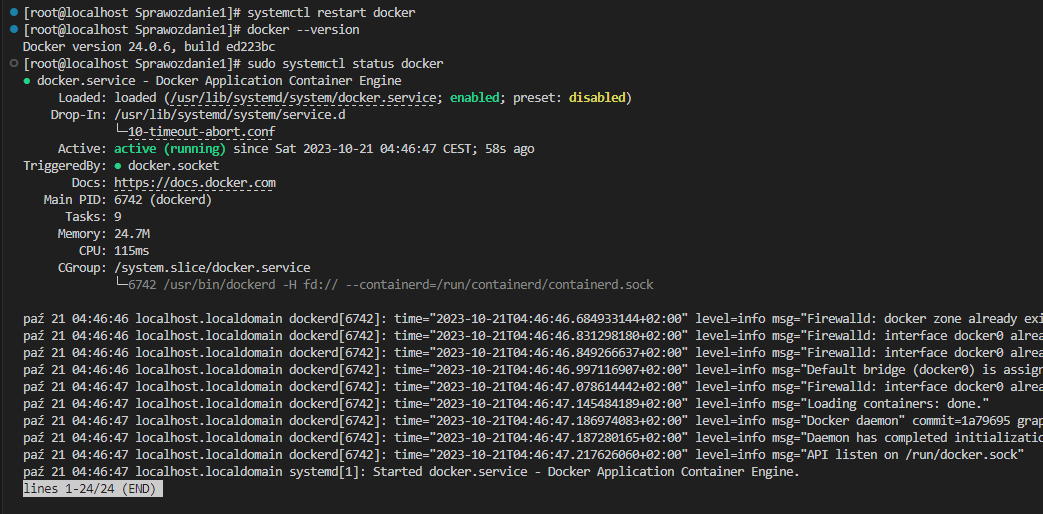 [root@localhost Sprawozdanie1]# systemctl restart docker
[root@localhost Sprawozdanie1]# docker --version
Docker version 24.0.6, build ed223bc
[root@localhost Sprawozdanie1]# sudo systemctl status docker
● docker.service - Docker Application Container Engine
Loaded: loaded (/usr/lib/systemd/system/docker.service; enabled; preset: disabled)
Drop-In: /usr/lib/systemd/system/service.d
└─10-timeout-abort.conf
Active: active (running) since Sat 2023-10-21 04:46:47 CEST; 58s ago
TriggeredBy: ● docker.socket
Docs: https://docs.docker.com
Main PID: 6742 (dockerd)
Tasks: 9
Memory: 24.7M
CPU: 115ms
CGroup: /system.slice/docker.service
└─6742 /usr/bin/dockerd -H fd:// --containerd=/run/containerd/containerd.sock
paź 21 04:46:46 localhost.localdomain dockerd[6742]: time="2023-10-21T04:46:46.684933144+02:00" level=info msg="Firewalld: docker zone already exi
paź 21 04:46:46 localhost.localdomain dockerd[6742]: time="2023-10-21T04:46:46.831298180+02:00" level=info msg="Firewalld: interface docker0 alrea
paź 21 04:46:46 localhost.localdomain dockerd[6742]: time="2023-10-21T04:46:46.849266637+02:00" level=info msg="Firewalld: interface docker0 alrea
paź 21 04:46:46 localhost.localdomain dockerd[6742]: time="2023-10-21T04:46:46.997116907+02:00" level=info msg="Default bridge (docker0) is assign
paź 21 04:46:47 localhost.localdomain dockerd[6742]: time="2023-10-21T04:46:47.078614442+02:00" level=info msg="Firewalld: interface docker0 alrea
paź 21 04:46:47 localhost.localdomain dockerd[6742]: time="2023-10-21T04:46:47.145484189+02:00" level=info msg="Loading containers: done."
paź 21 04:46:47 localhost.localdomain dockerd[6742]: time="2023-10-21T04:46:47.186974083+02:00" level=info msg="Docker daemon" commit=1a79695 grap
paź 21 04:46:47 localhost.localdomain dockerd[6742]: time="2023-10-21T04:46:47.187280165+02:00" level=info msg="Daemon has completed initializatio
paź 21 04:46:47 localhost.localdomain dockerd[6742]: time="2023-10-21T04:46:47.217626060+02:00" level=info msg="API listen on /run/docker.sock"
paź 21 04:46:47 localhost.localdomain systemd[1]: Started docker.service - Docker Application Container Engine.
lines 1-24/24 (END)